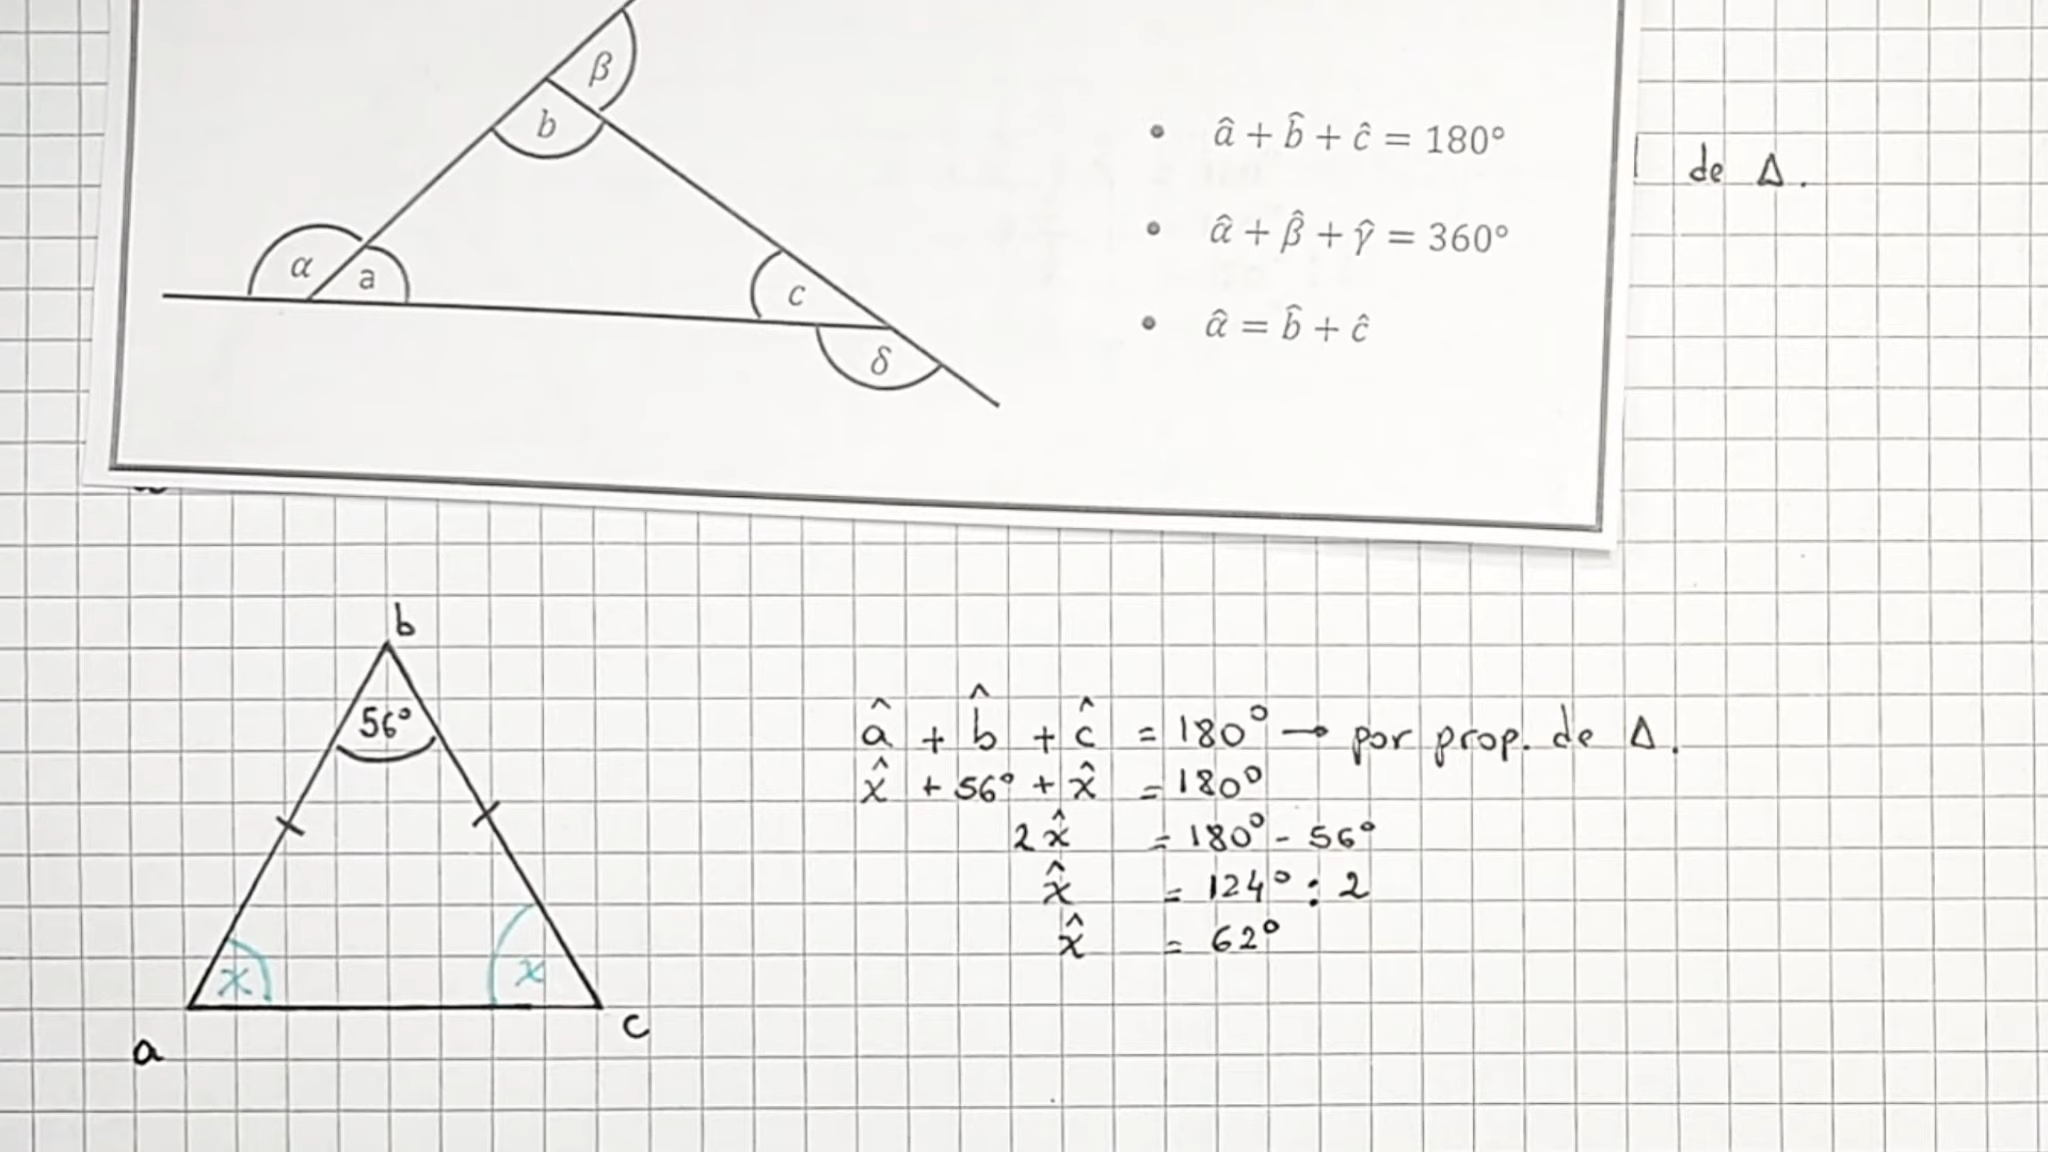 β
b
α
a
c
δ
• â + b̂ + ĉ = 180°
• α̂ + β̂ + γ̂ = 360°
• α̂ = b̂ + ĉ
de Δ.
b
56°
x
x
a
c
â + b̂ + ĉ = 180° → por prop. de Δ.
x̂ + 56° + x̂ = 180°
2x̂ = 180° - 56°
x̂ = 124° : 2
x̂ = 62°